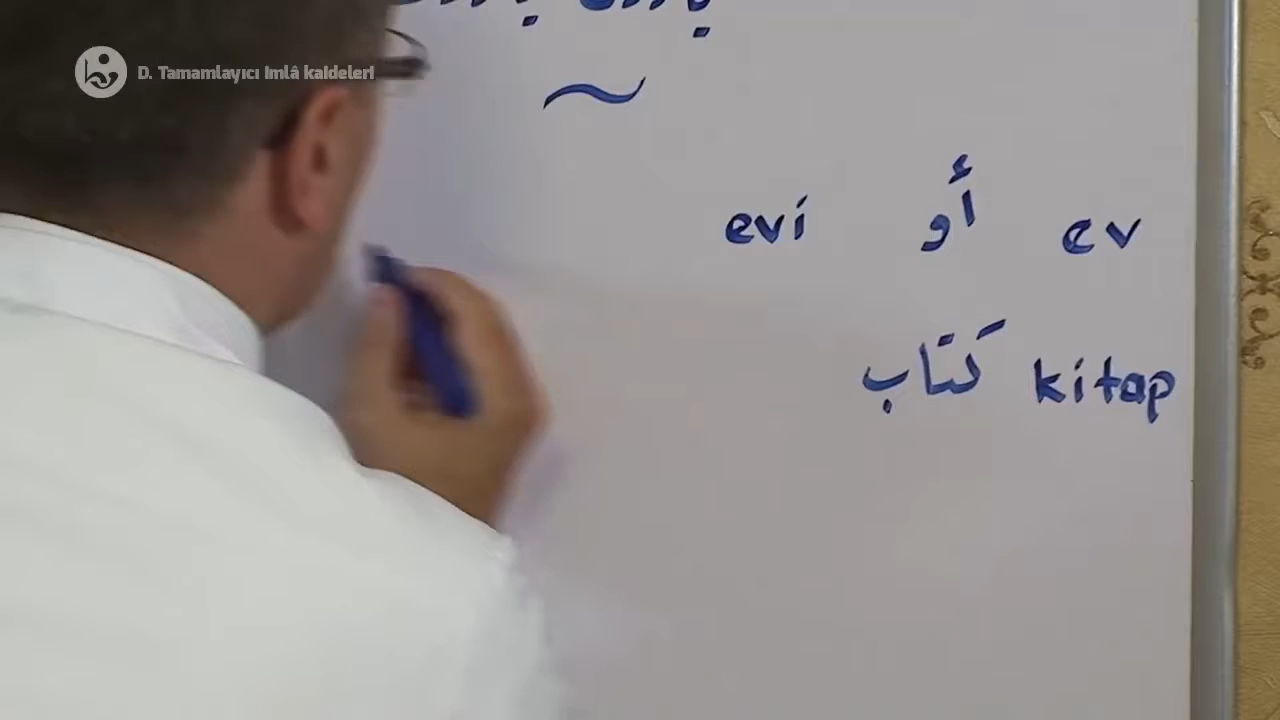 D. Tamamlayıcı İmlâ kaideleri
ev أو evi
kitap كتاب